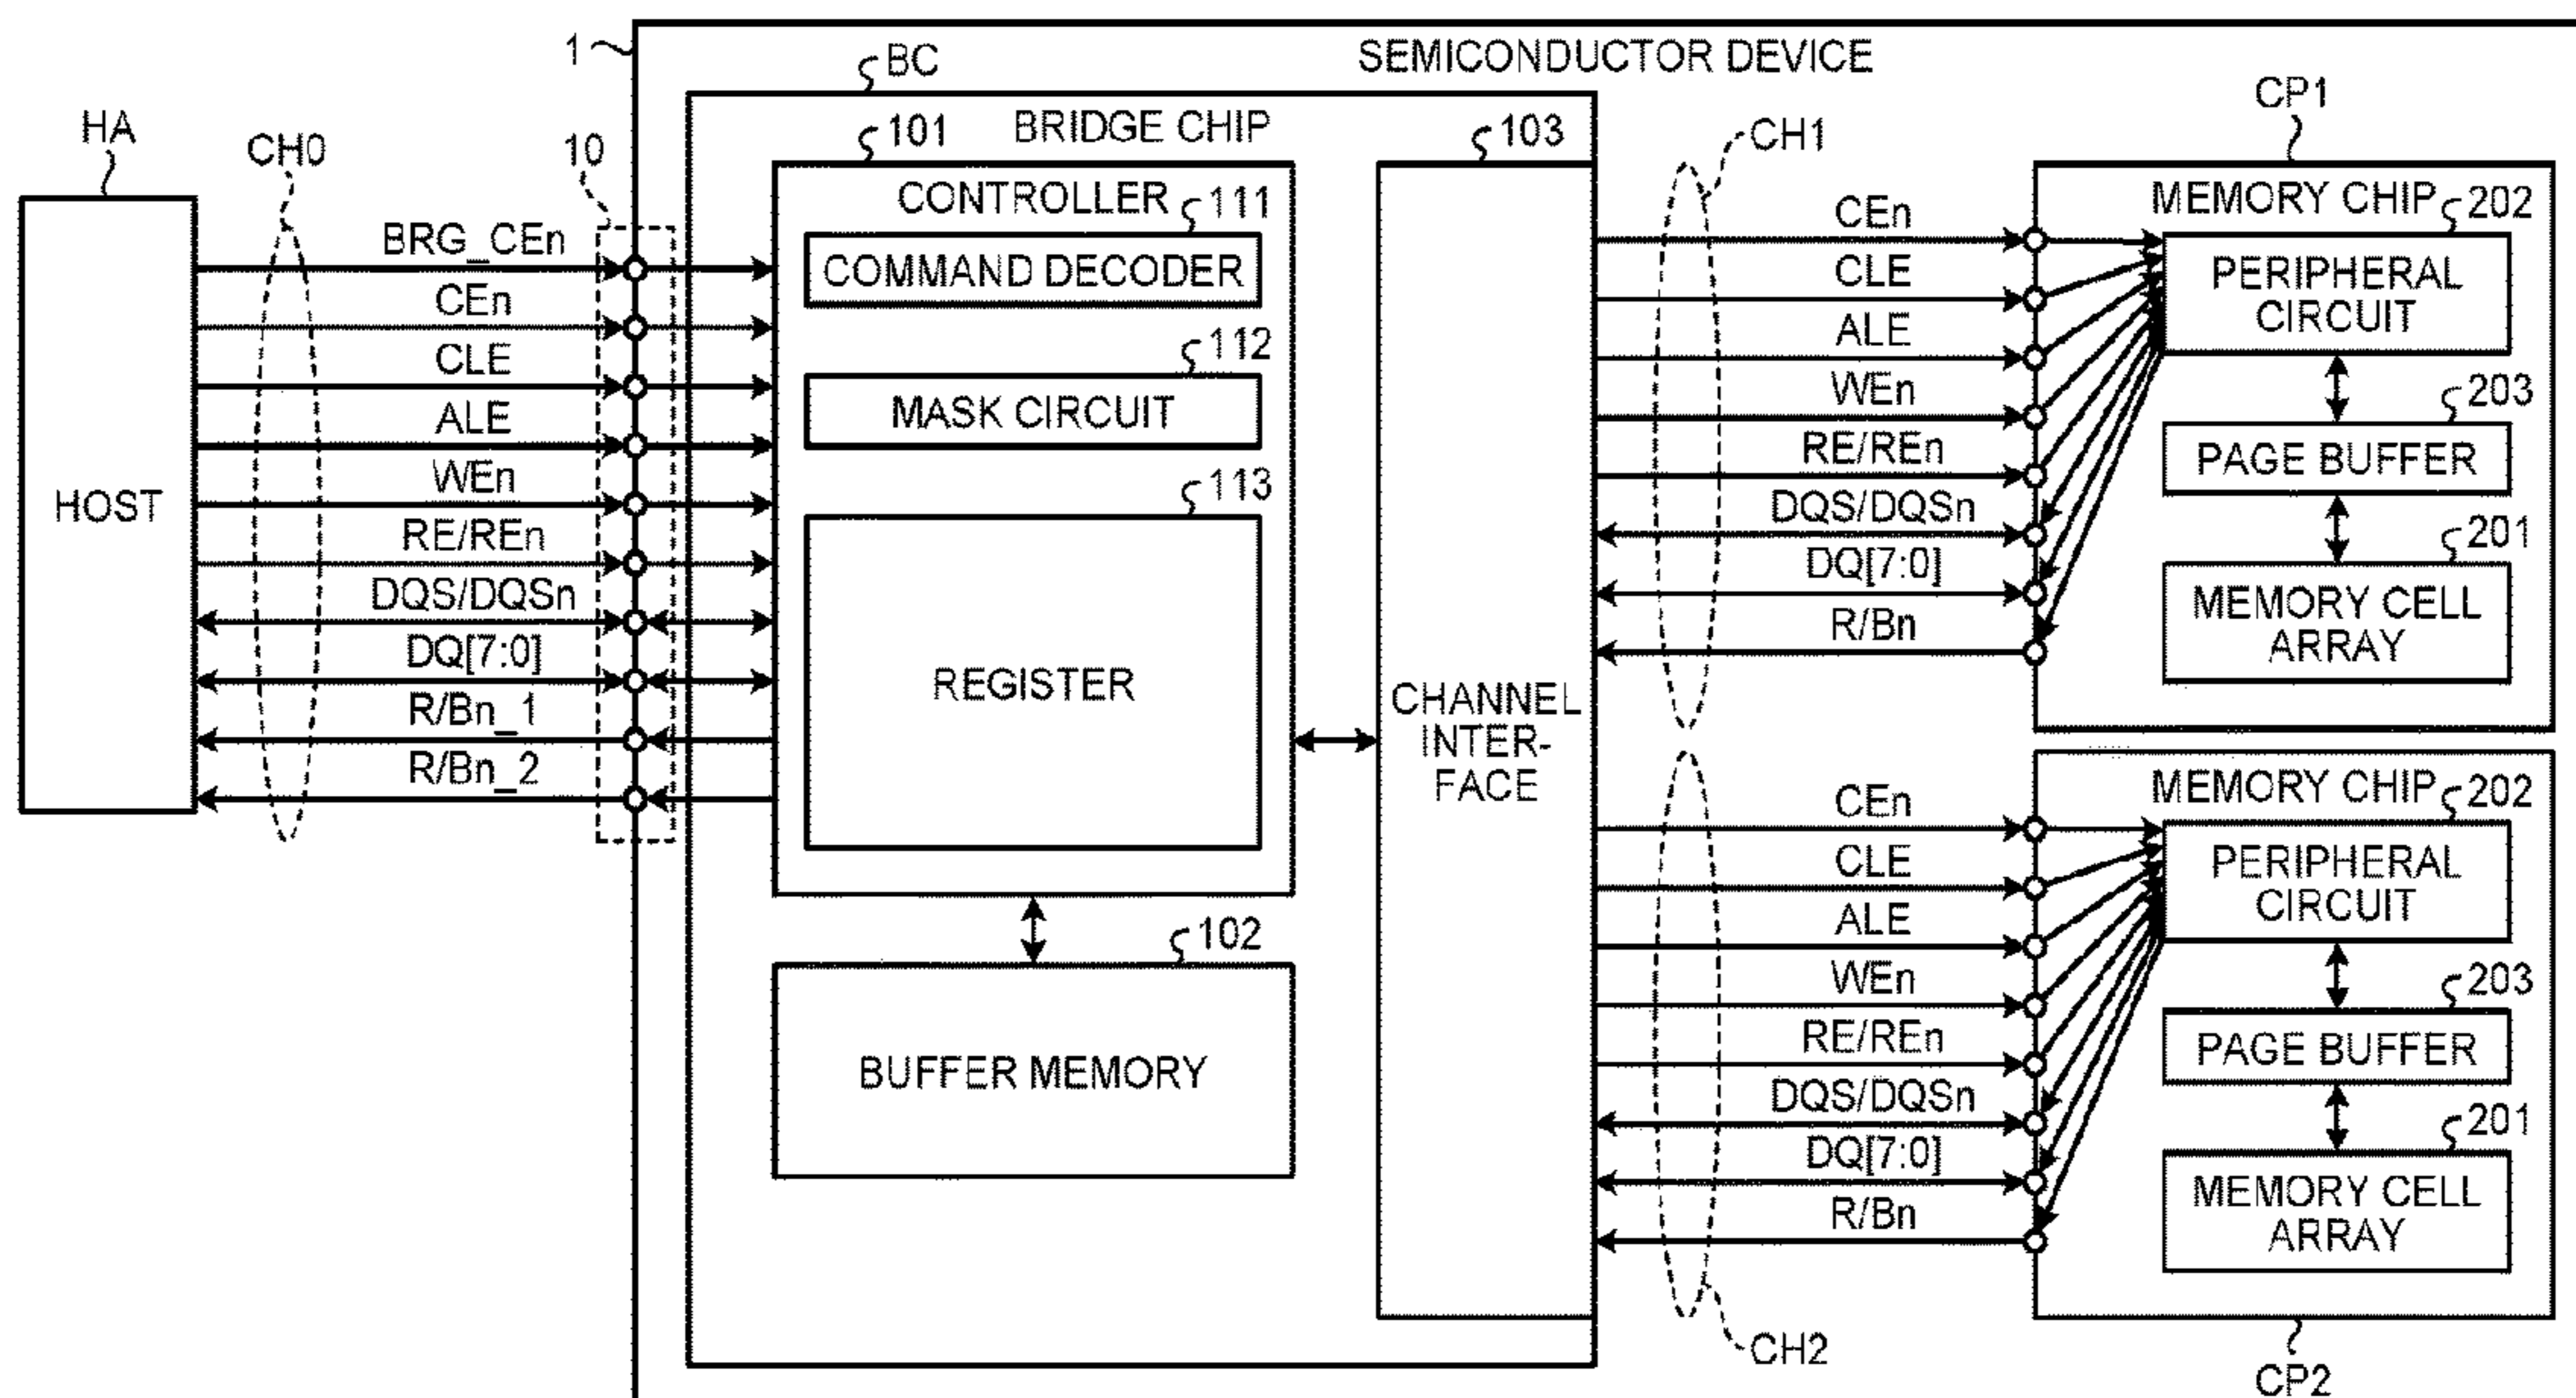 1
SEMICONDUCTOR DEVICE
BC
BRIDGE CHIP
HA
HOST
CH0
10
BRG_CEn
CEn
CLE
ALE
WEn
RE/REn
DQS/DQSn
DQ[7:0]
R/Bn_1
R/Bn_2
101
CONTROLLER
111
COMMAND DECODER
112
MASK CIRCUIT
113
REGISTER
102
BUFFER MEMORY
103
CHANNEL
INTER-
FACE
CH1
CEn
CLE
ALE
WEn
RE/REn
DQS/DQSn
DQ[7:0]
R/Bn
CP1
MEMORY CHIP
202
PERIPHERAL
CIRCUIT
203
PAGE BUFFER
201
MEMORY CELL
ARRAY
CEn
CLE
ALE
WEn
RE/REn
DQS/DQSn
DQ[7:0]
R/Bn
CH2
MEMORY CHIP
202
PERIPHERAL
CIRCUIT
203
PAGE BUFFER
201
MEMORY CELL
ARRAY
CP2